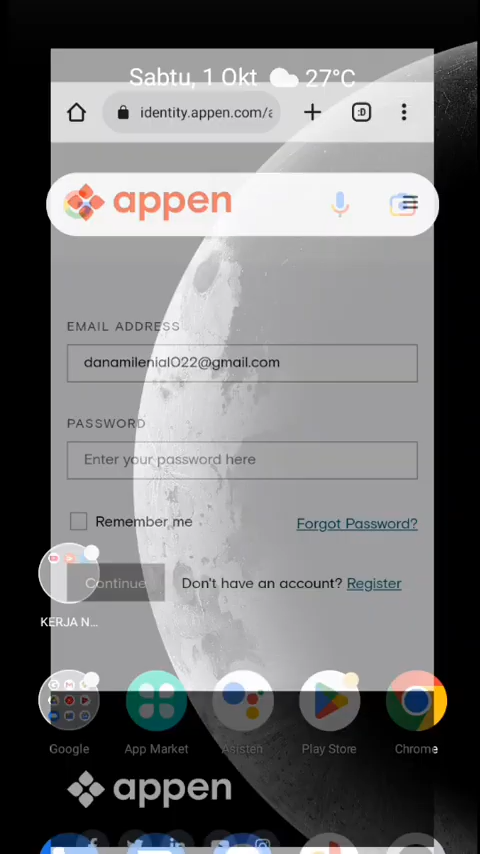 Sabtu, 1 Okt 27°C
identity.appen.com/a
:D
appen
EMAIL ADDRESS
danamilenial022@gmail.com
PASSWORD
Enter your password here
Remember me
Forgot Password?
Continue
Don't have an account? Register
KERJA N...
Google
App Market
Asisten
Play Store
Chrome
appen